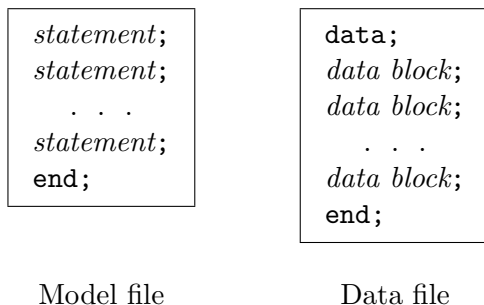 statement;
statement;
. . .
statement;
end;
Model file
data;
data block;
data block;
. . .
data block;
end;
Data file